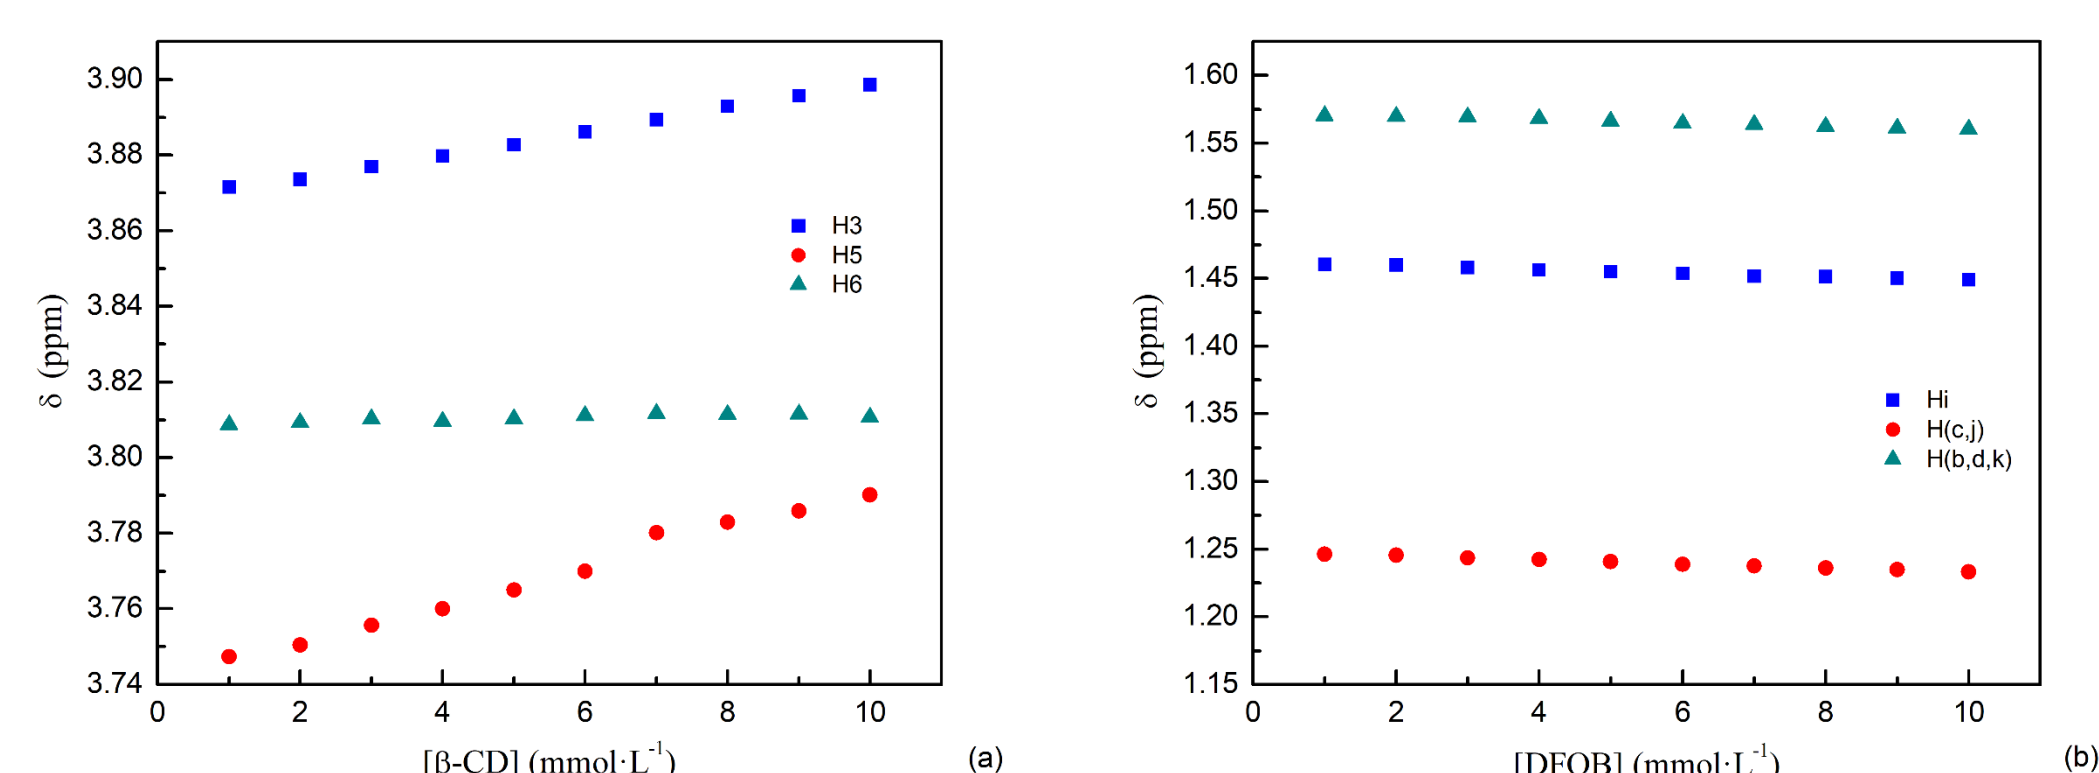 3.90
3.88
3.86
3.84
3.82
3.80
3.78
3.76
3.74
δ (ppm)
H3
H5
H6
0 2 4 6 8 10
[β-CD] (mmol·L⁻¹)
(a)
1.60
1.55
1.50
1.45
1.40
1.35
1.30
1.25
1.20
1.15
δ (ppm)
Hi
H(c,j)
H(b,d,k)
0 2 4 6 8 10
[DFOB] (mmol·L⁻¹)
(b)